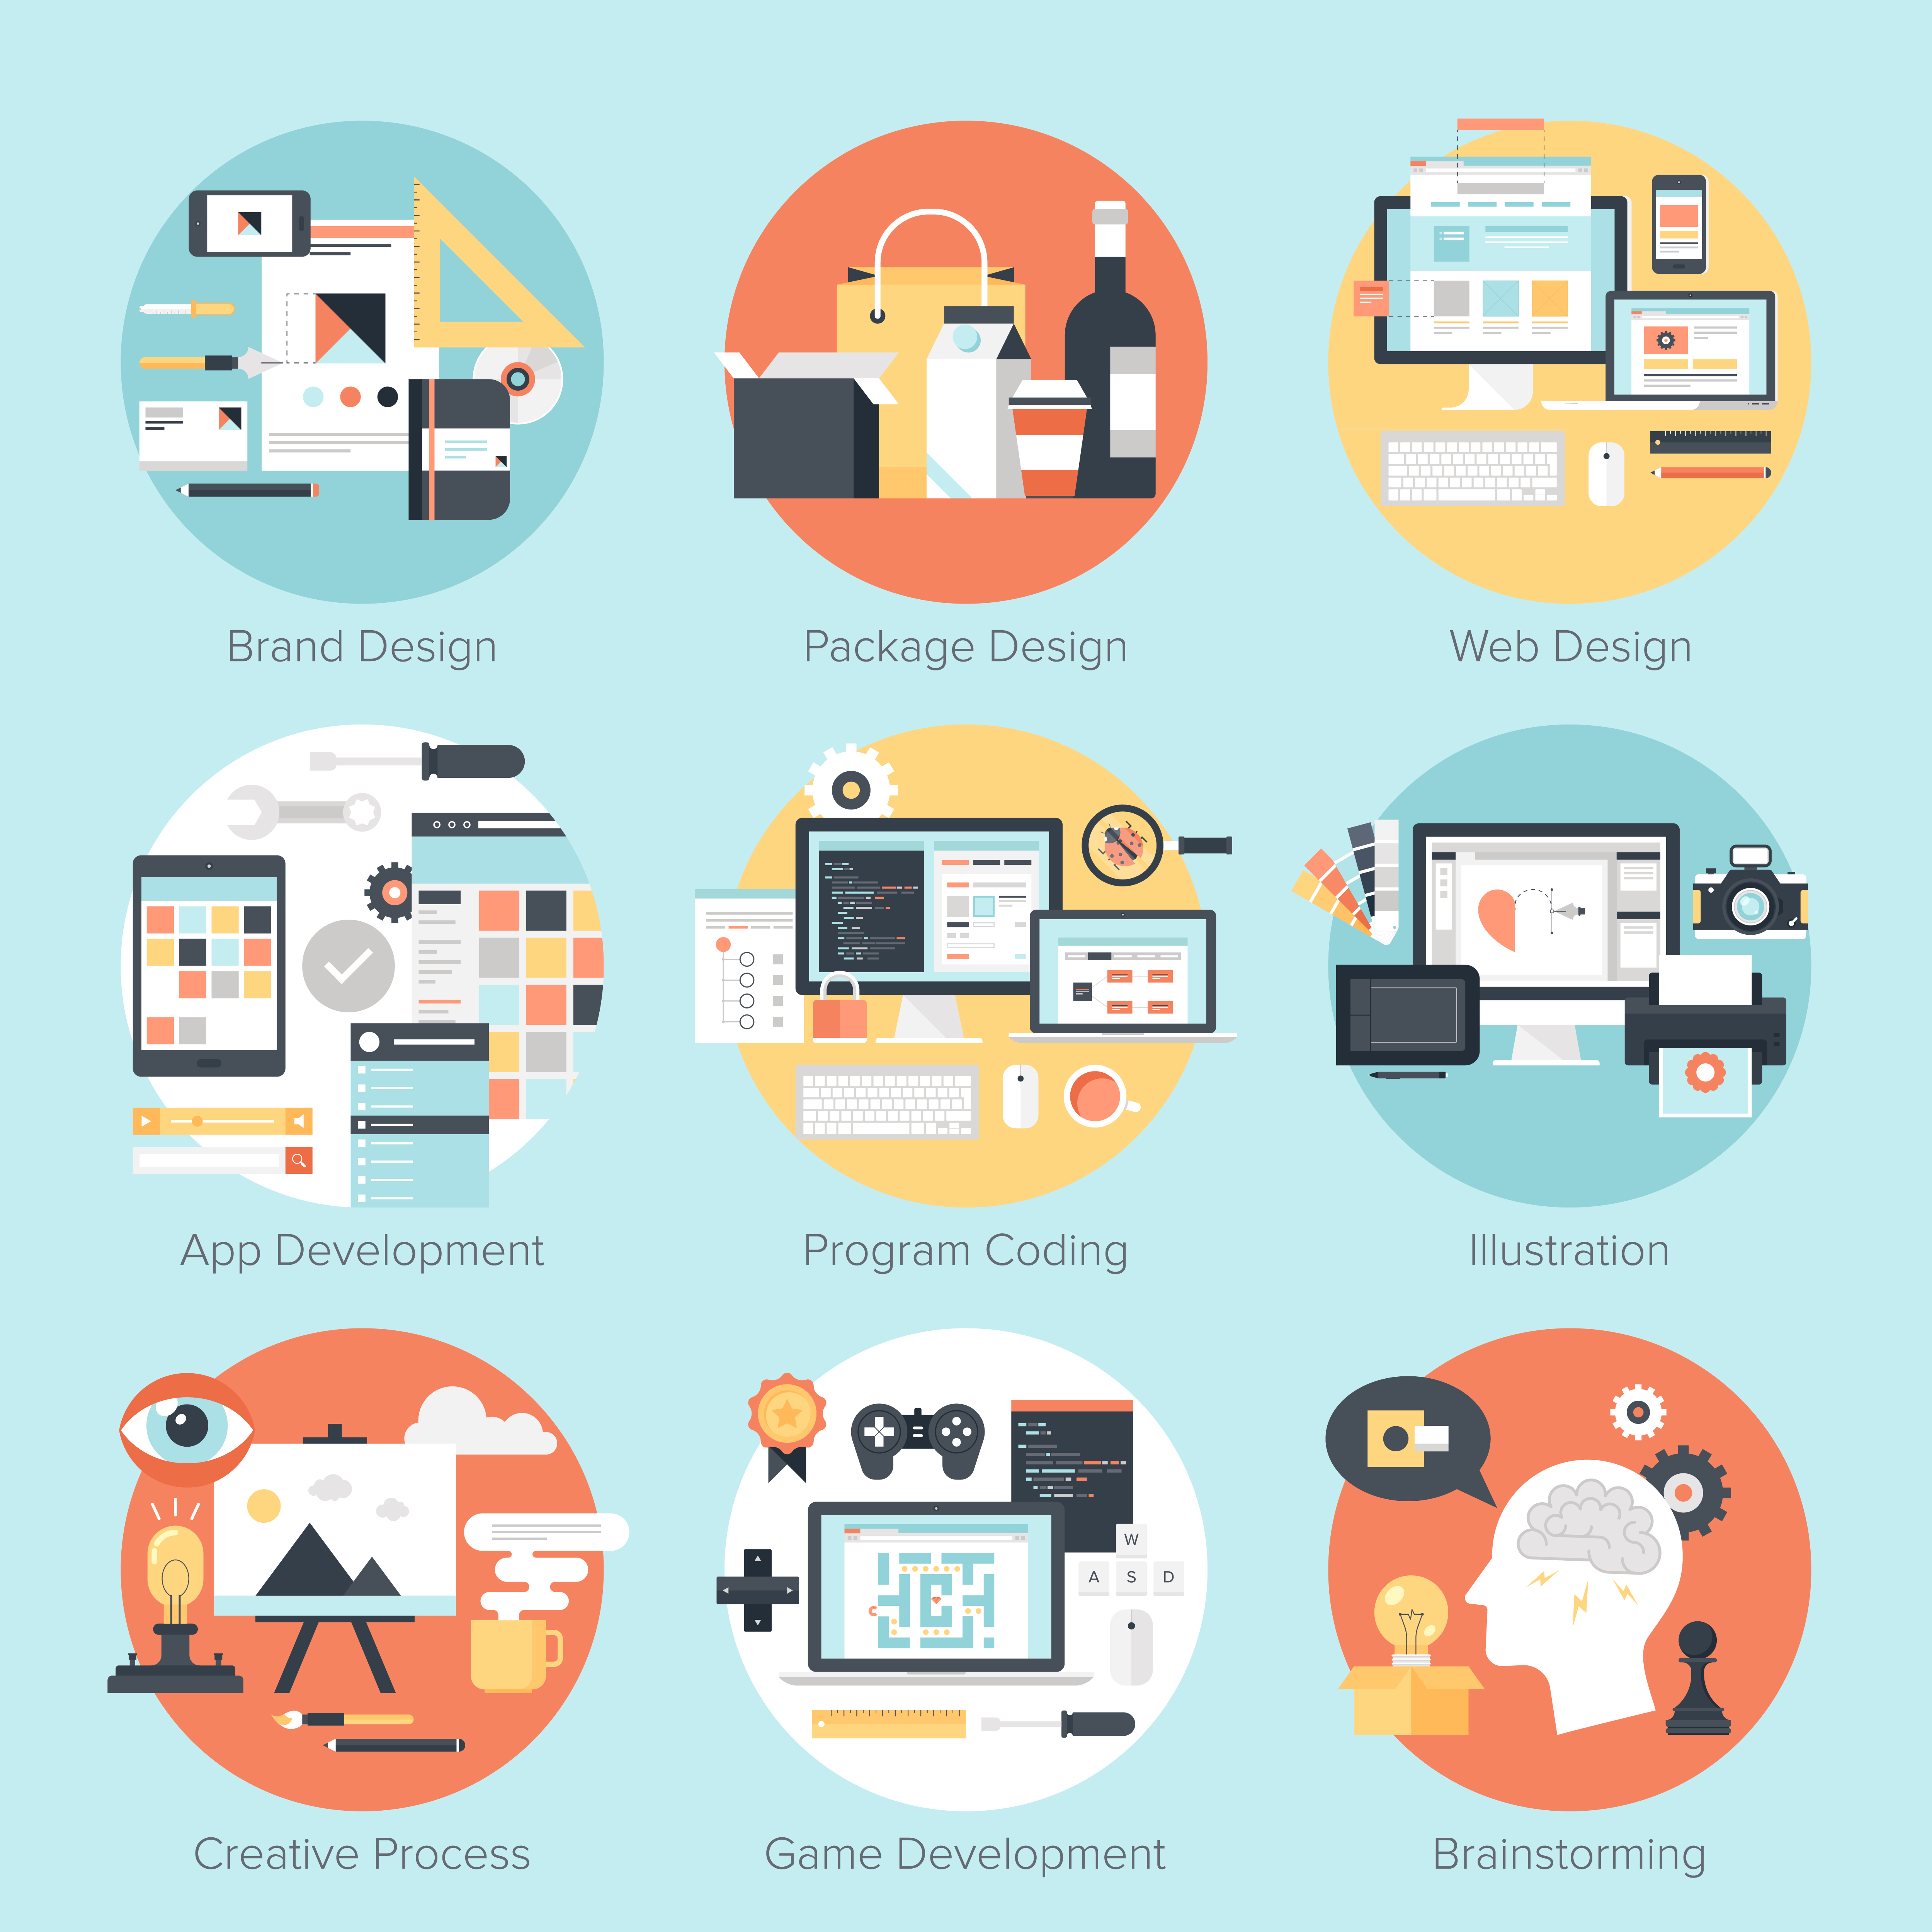 Brand Design
Package Design
Web Design
App Development
Program Coding
Illustration
W
A S D
Creative Process
Game Development
Brainstorming